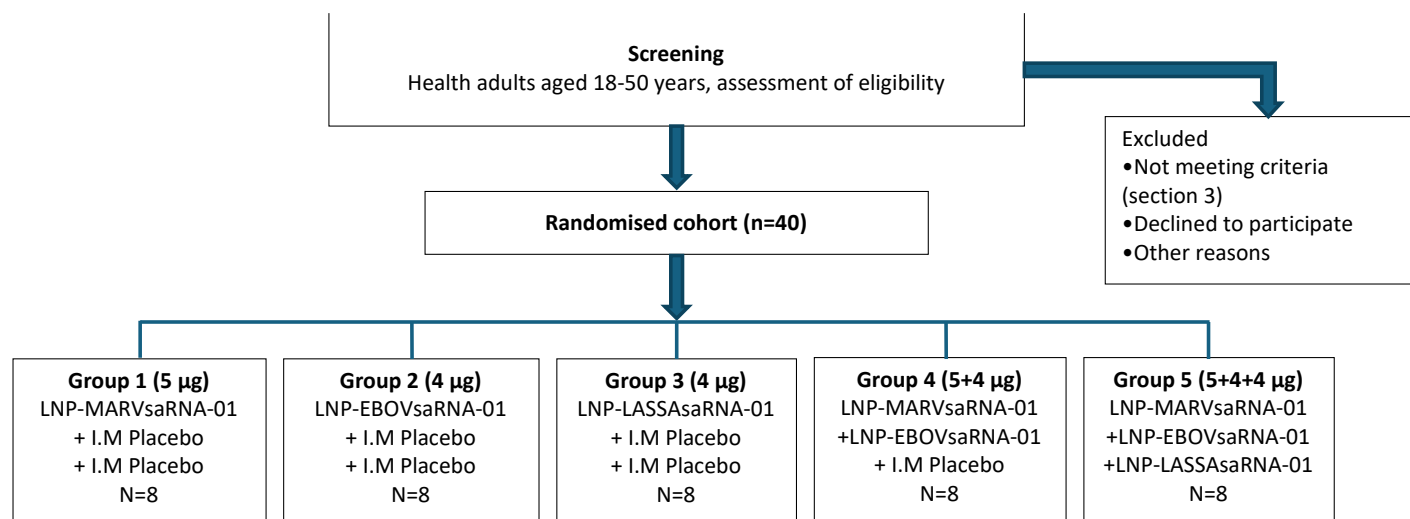 Screening
Health adults aged 18-50 years, assessment of eligibility
Excluded
•Not meeting criteria
(section 3)
•Declined to participate
•Other reasons
Randomised cohort (n=40)
Group 1 (5 µg)
LNP-MARVsaRNA-01
+ I.M Placebo
+ I.M Placebo
N=8
Group 2 (4 µg)
LNP-EBOVsaRNA-01
+ I.M Placebo
+ I.M Placebo
N=8
Group 3 (4 µg)
LNP-LASSAsaRNA-01
+ I.M Placebo
+ I.M Placebo
N=8
Group 4 (5+4 µg)
LNP-MARVsaRNA-01
+LNP-EBOVsaRNA-01
+ I.M Placebo
N=8
Group 5 (5+4+4 µg)
LNP-MARVsaRNA-01
+LNP-EBOVsaRNA-01
+LNP-LASSAsaRNA-01
N=8